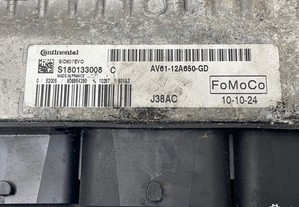 Continental
SID807EVO
S180133008 C
MADE IN FRANCE
AV61-12A650-GD
J38AC
FoMoCo
10-10-24